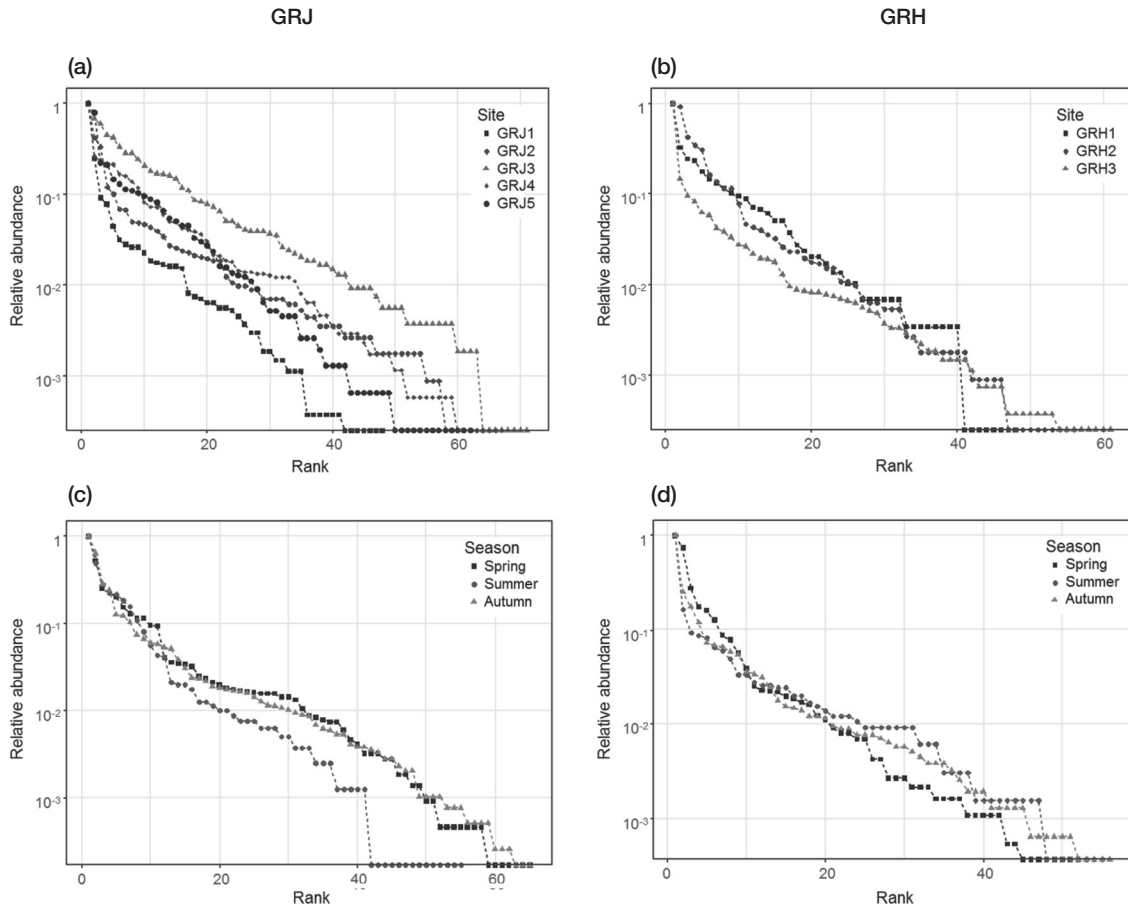 GRJ
GRH
(a)
Relative abundance
1
10-1
10-2
10-3
0
20
40
60
Rank
Site
GRJ1
GRJ2
GRJ3
GRJ4
GRJ5
(b)
Relative abundance
1
10-1
10-2
10-3
0
20
40
60
Rank
Site
GRH1
GRH2
GRH3
(c)
Relative abundance
1
10-1
10-2
10-3
0
20
40
60
Rank
Season
Spring
Summer
Autumn
(d)
Relative abundance
1
10-1
10-2
10-3
0
20
40
Rank
Season
Spring
Summer
Autumn